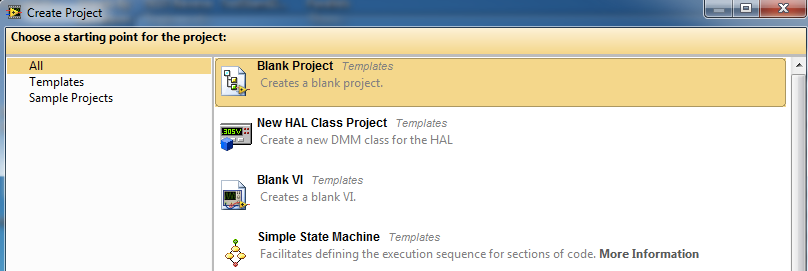 Create Project
Choose a starting point for the project:
All
Templates
Sample Projects
Blank Project Templates
Creates a blank project.
New HAL Class Project Templates
Create a new DMM class for the HAL
Blank VI Templates
Creates a blank VI.
Simple State Machine Templates
Facilitates defining the execution sequence for sections of code. More Information